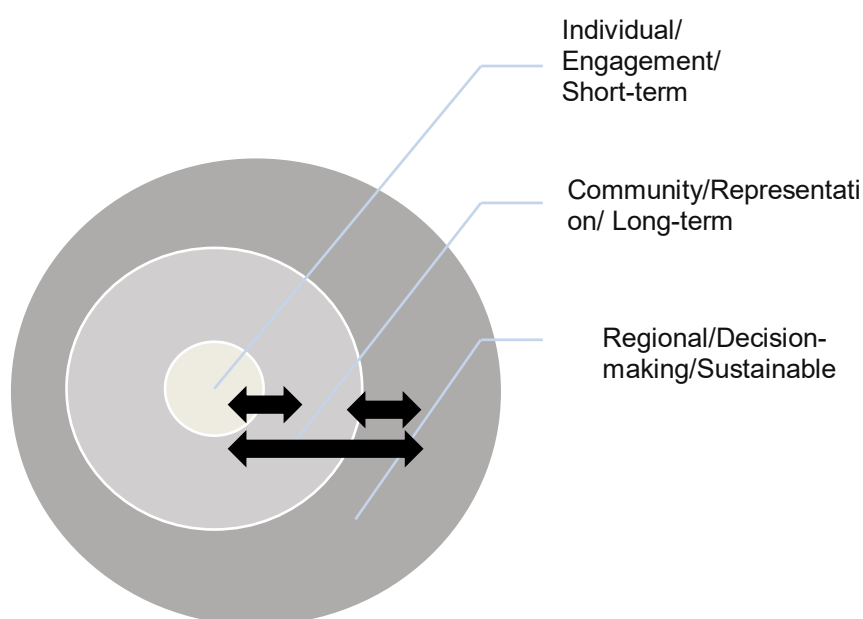 Individual/
Engagement/
Short-term
Community/Representati
on/ Long-term
Regional/Decision-
making/Sustainable